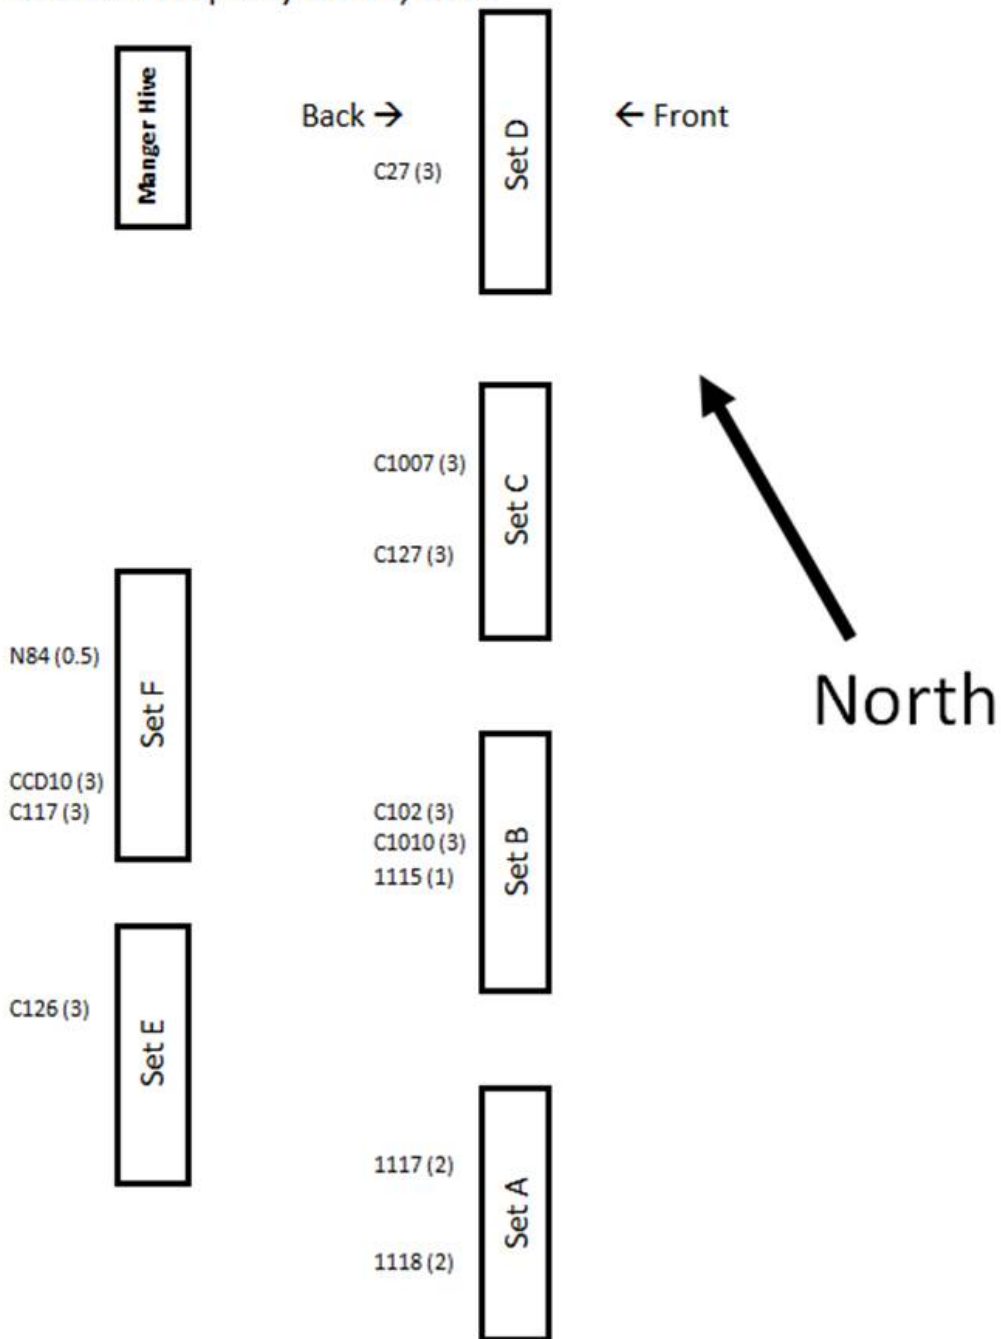 Manger Hive
Back → 
← Front
Set D
C27 (3)
C1007 (3)
Set C
C127 (3)
North
N84 (0.5)
Set F
CCD10 (3)
C117 (3)
C102 (3)
C1010 (3)
1115 (1)
Set B
C126 (3)
Set E
1117 (2)
Set A
1118 (2)